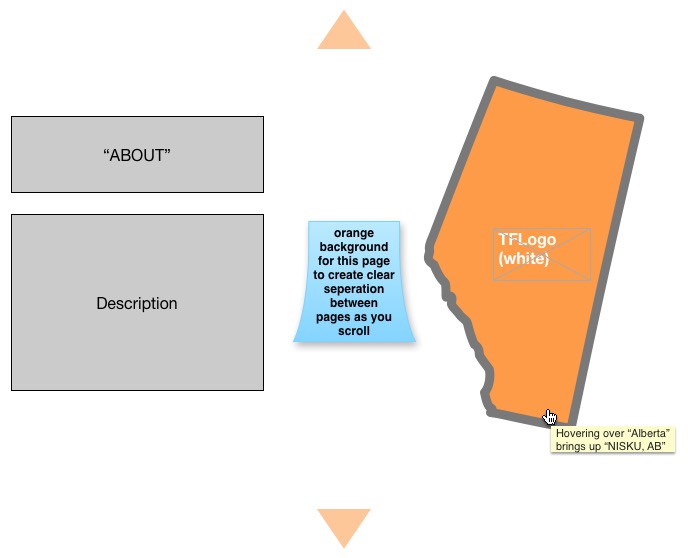 “ABOUT”
Description
orange
background
for this page
to create clear
seperation
between
pages as you
scroll
TFLogo
(white)
Hovering over “Alberta”
brings up “NISKU, AB”